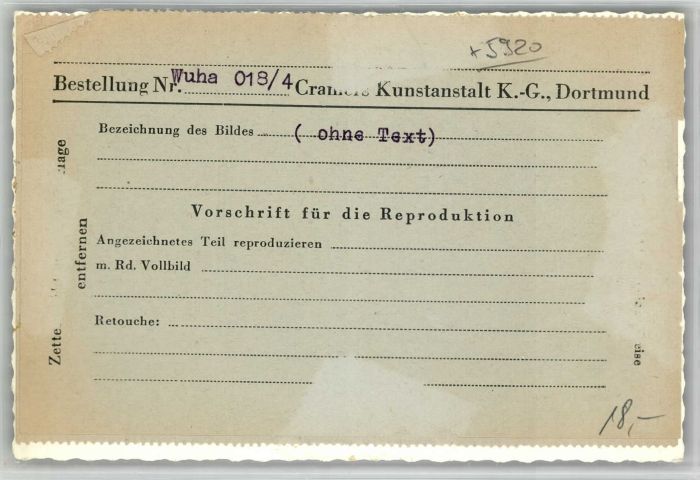 +5920
Bestellung Nr. Wuha 018/4 Cramers Kunstanstalt K.-G., Dortmund
Bezeichnung des Bildes ( ohne Text)
Vorschrift für die Reproduktion
Angezeichnetes Teil reproduzieren
m. Rd. Vollbild
Retouche:
entfernen
18,–